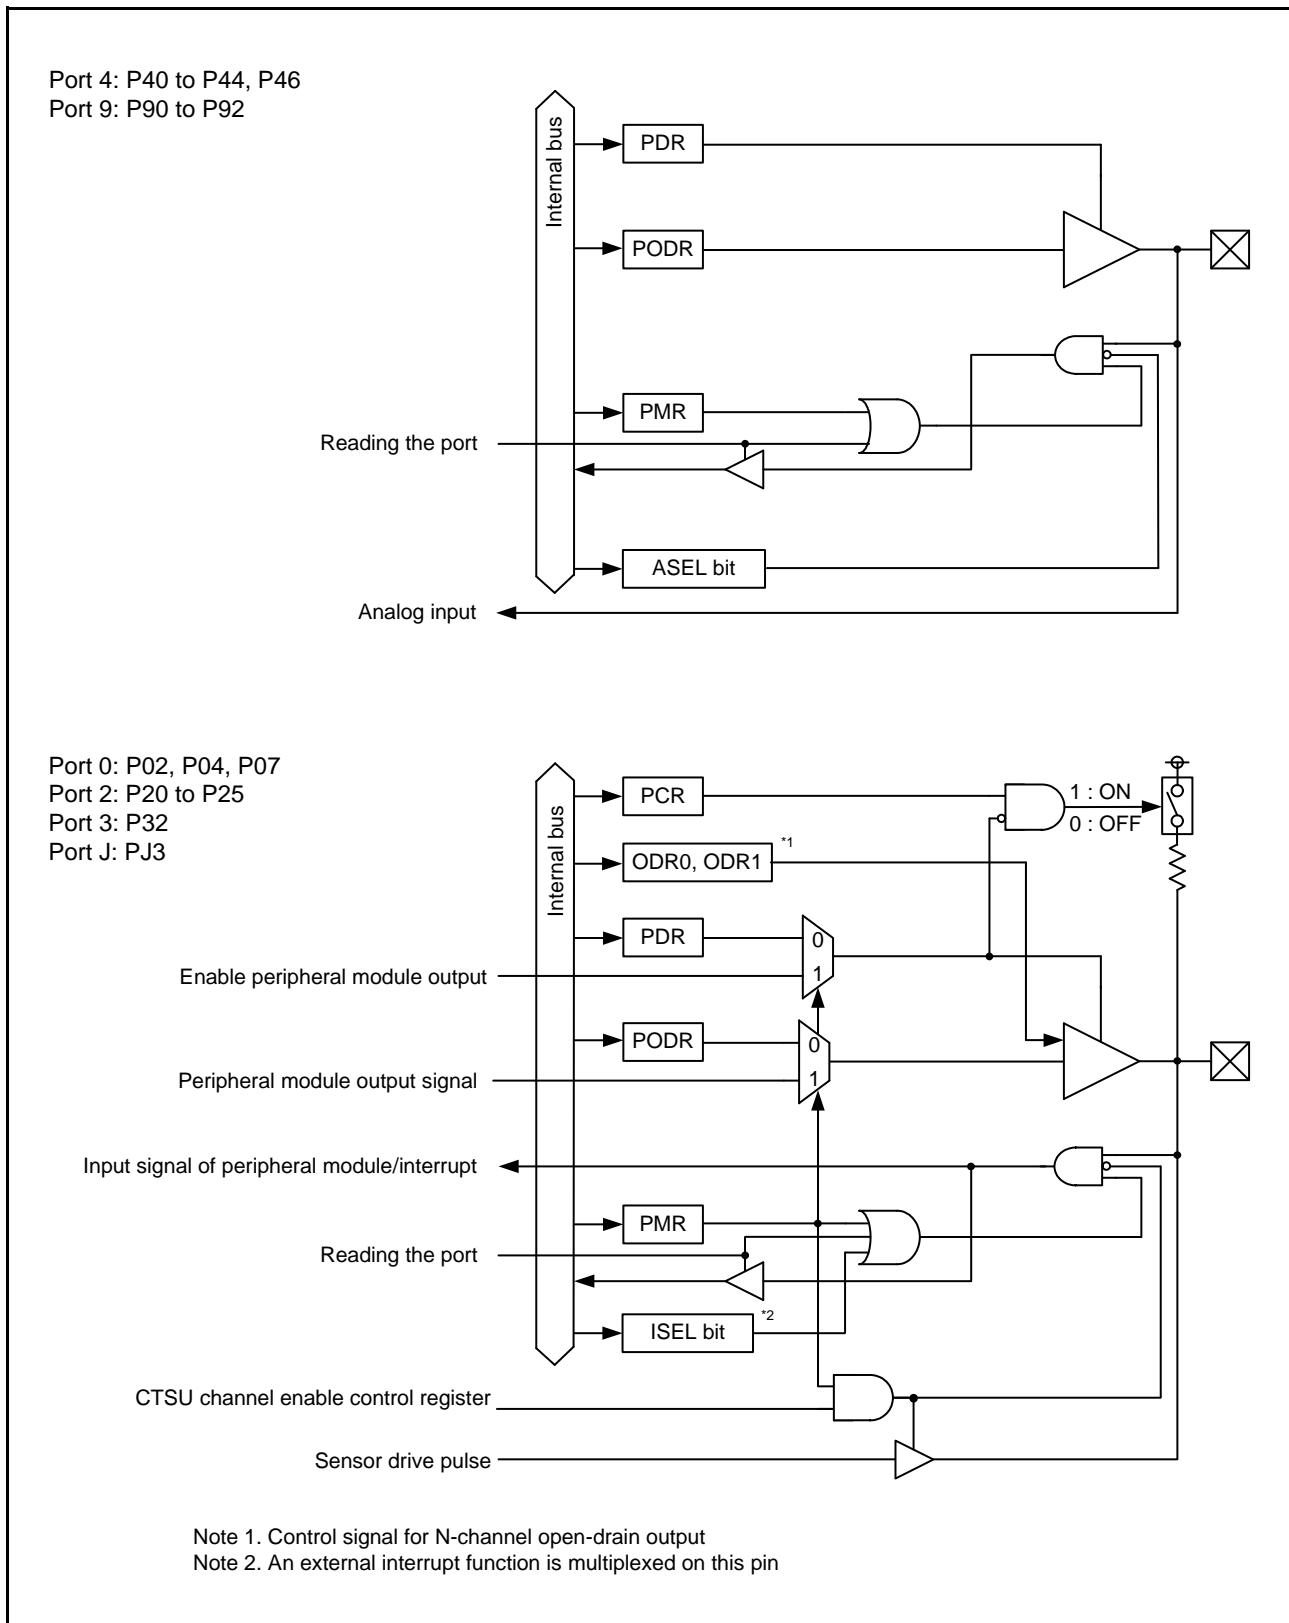 Port 4: P40 to P44, P46
Port 9: P90 to P92
Internal bus
PDR
PODR
PMR
Reading the port
ASEL bit
Analog input
Port 0: P02, P04, P07
Port 2: P20 to P25
Port 3: P32
Port J: PJ3
Internal bus
PCR
1 : ON
0 : OFF
ODR0, ODR1 *1
PDR
0
1
Enable peripheral module output
PODR
0
1
Peripheral module output signal
Input signal of peripheral module/interrupt
PMR
Reading the port
ISEL bit *2
CTSU channel enable control register
Sensor drive pulse
Note 1. Control signal for N-channel open-drain output
Note 2. An external interrupt function is multiplexed on this pin